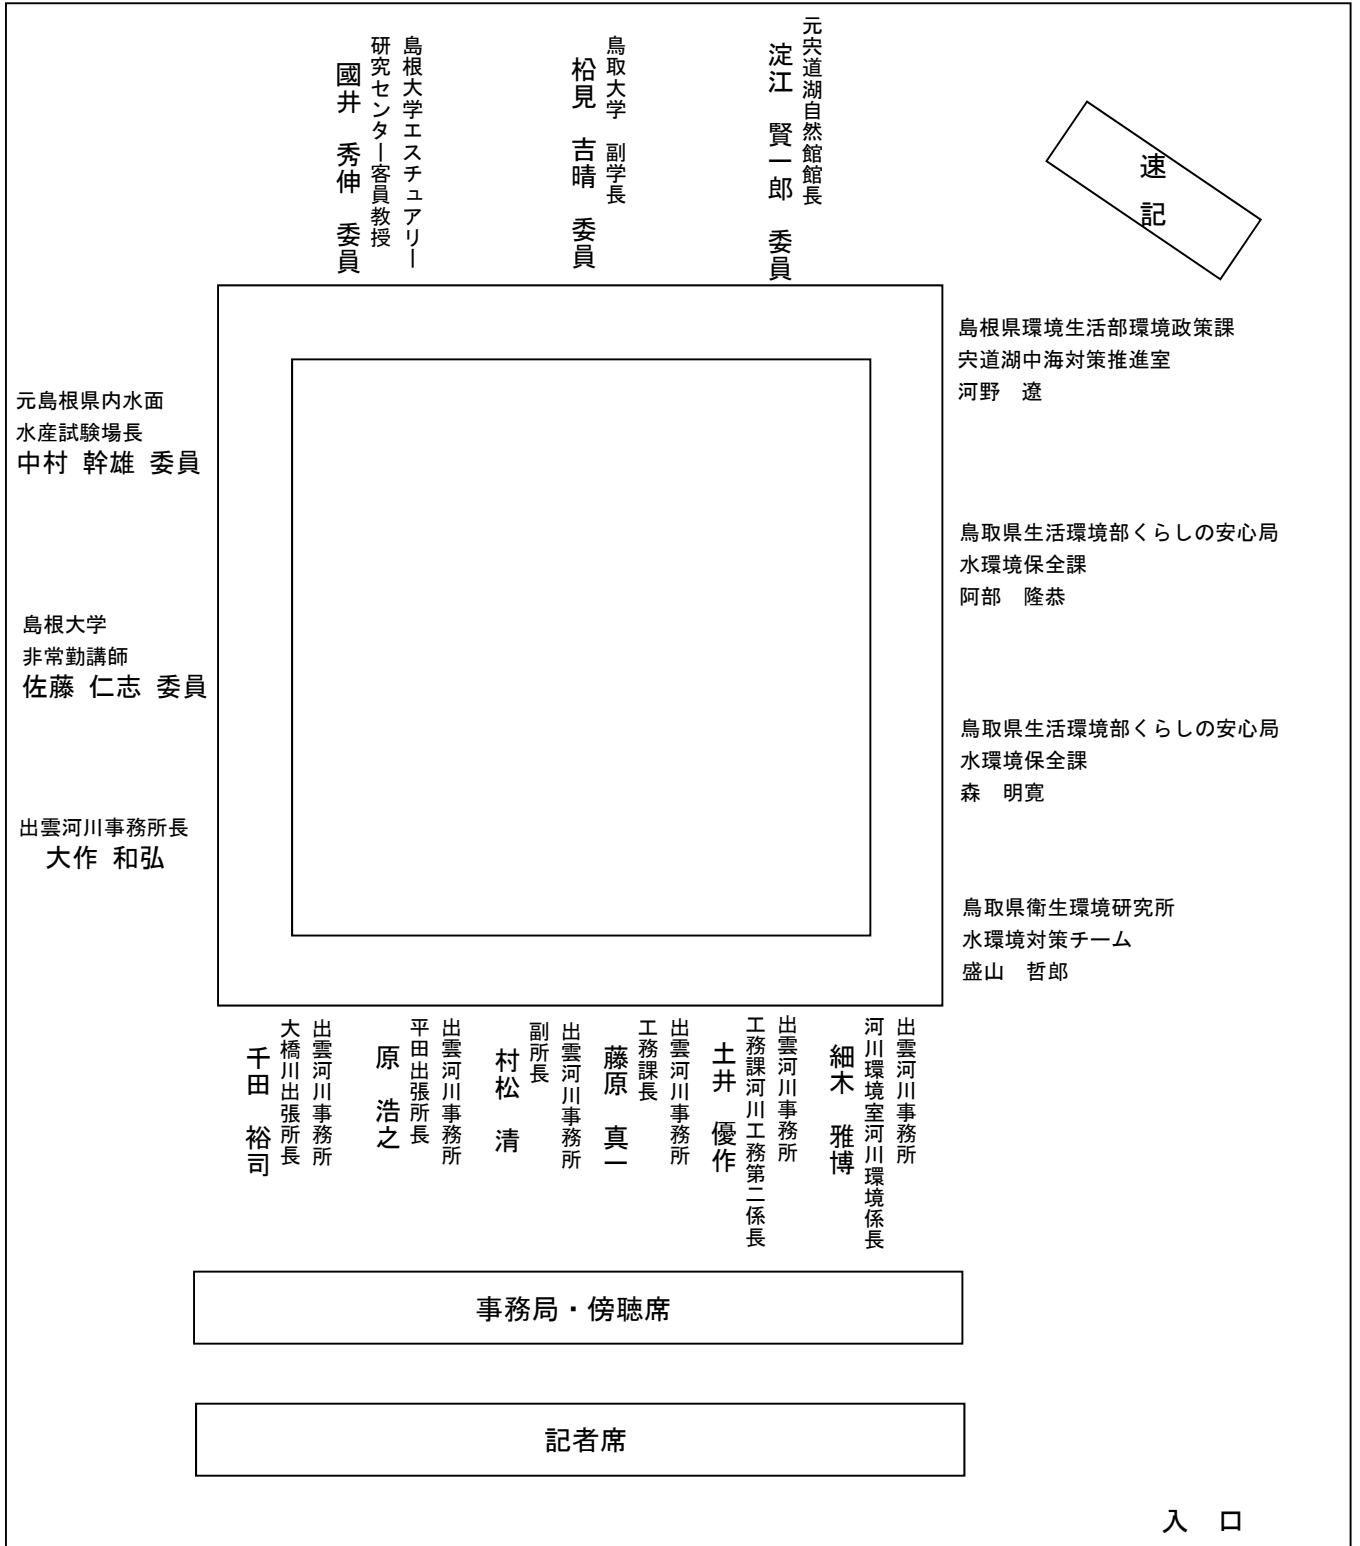 島根大学エスチュアリー
研究センター客員教授
國井　秀伸　委員
鳥取大学　副学長
松見　吉晴　委員
元宍道湖自然館館長
淀江　賢一郎　委員
速
記
元島根県内水面
水産試験場長
中村 幹雄 委員
島根大学
非常勤講師
佐藤 仁志 委員
出雲河川事務所長
大作 和弘
島根県環境生活部環境政策課
宍道湖中海対策推進室
河野　遼
鳥取県生活環境部くらしの安心局
水環境保全課
阿部　隆恭
鳥取県生活環境部くらしの安心局
水環境保全課
森　明寛
鳥取県衛生環境研究所
水環境対策チーム
盛山　哲郎
出雲河川事務所
大橋川出張所長
千田　裕司
出雲河川事務所
平田出張所長
原　浩之
出雲河川事務所
副所長
村松　清
出雲河川事務所
工務課長
藤原　真一
出雲河川事務所
工務課河川工務第二係長
土井　優作
出雲河川事務所
河川環境室河川環境係長
細木　雅博
事務局・傍聴席
記者席
入　口